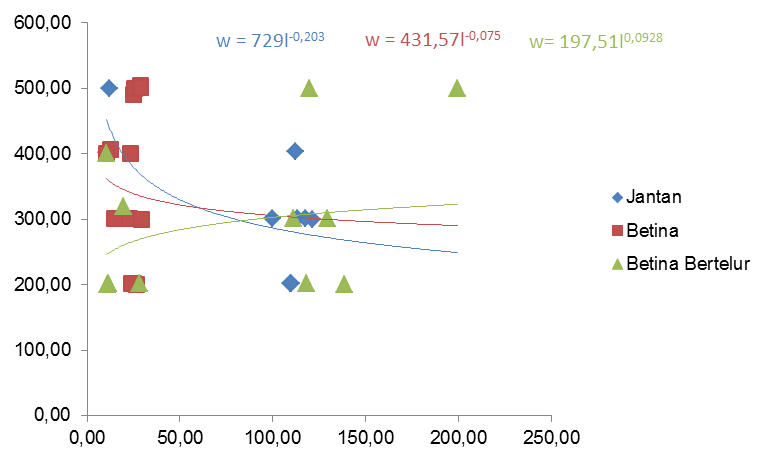 600,00
w = 729l-0,203 w = 431,57l-0,075 w= 197,51l0,0928
500,00
400,00
300,00
200,00
100,00
0,00
0,00 50,00 100,00 150,00 200,00 250,00
Jantan
Betina
Betina Bertelur